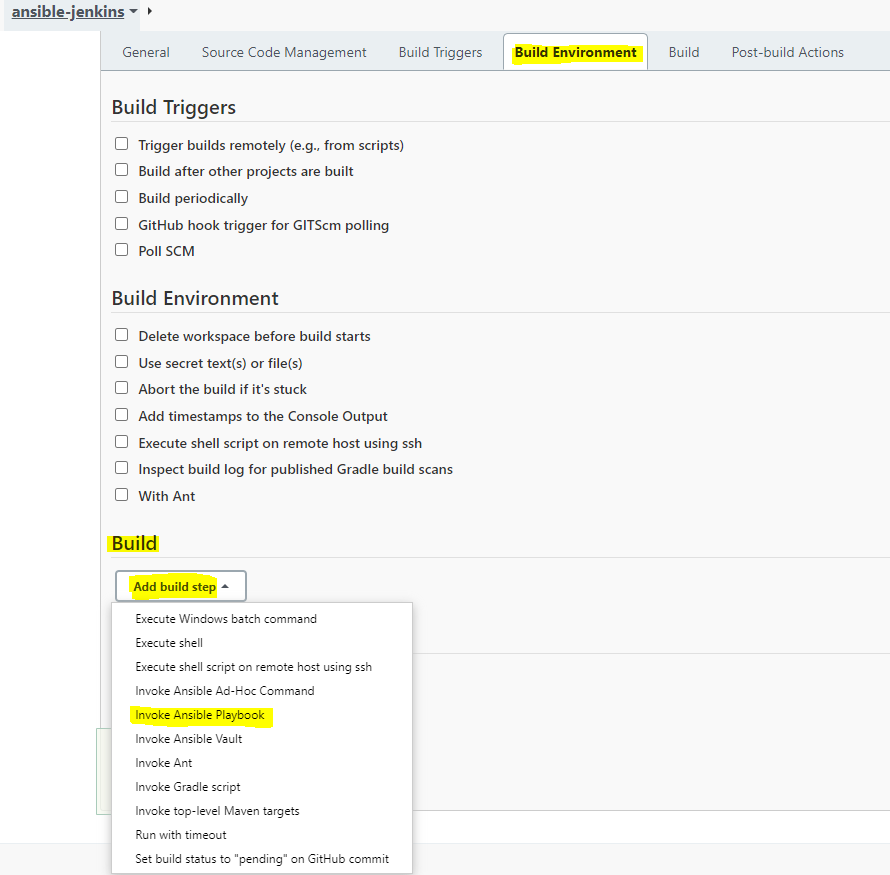 ansible-jenkins
General Source Code Management Build Triggers Build Environment Build Post-build Actions
Build Triggers
Trigger builds remotely (e.g., from scripts)
Build after other projects are built
Build periodically
GitHub hook trigger for GITScm polling
Poll SCM
Build Environment
Delete workspace before build starts
Use secret text(s) or file(s)
Abort the build if it's stuck
Add timestamps to the Console Output
Execute shell script on remote host using ssh
Inspect build log for published Gradle build scans
With Ant
Build
Add build step
Execute Windows batch command
Execute shell
Execute shell script on remote host using ssh
Invoke Ansible Ad-Hoc Command
Invoke Ansible Playbook
Invoke Ansible Vault
Invoke Ant
Invoke Gradle script
Invoke top-level Maven targets
Run with timeout
Set build status to "pending" on GitHub commit